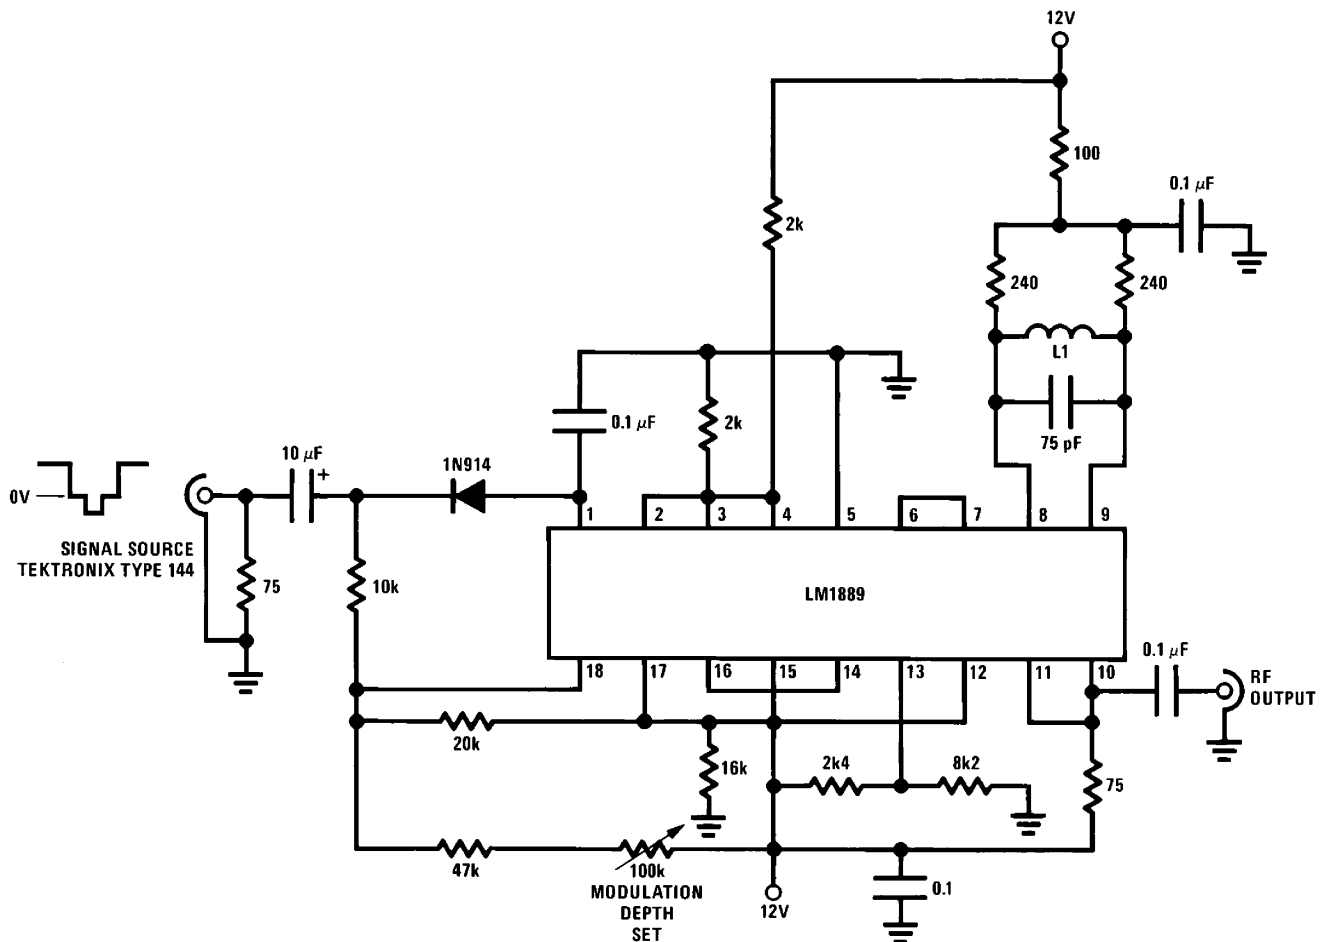 12V
100
0.1 µF
2k
240
240
L1
75 pF
0.1 µF
2k
10 µF
+
1N914
0V
1
2
3
4
5
6
7
8
9
SIGNAL SOURCE
TEKTRONIX TYPE 144
75
10k
LM1889
18
17
16
15
14
13
12
11
10
0.1 µF
RF
OUTPUT
20k
16k
2k4
8k2
75
47k
100k
MODULATION
DEPTH
SET
12V
0.1